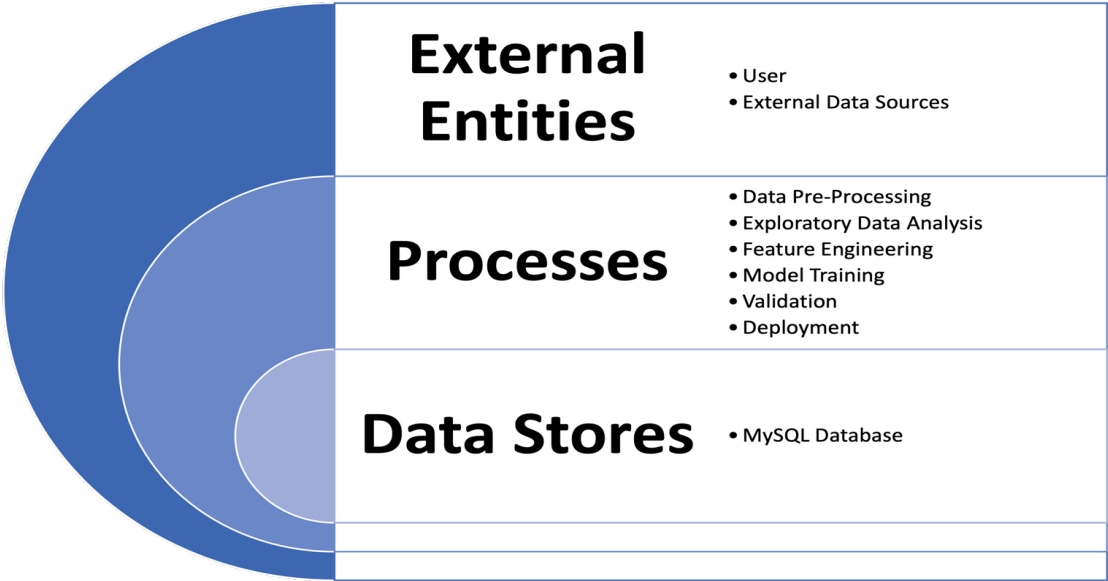 External
Entities
• User
• External Data Sources
Processes
• Data Pre-Processing
• Exploratory Data Analysis
• Feature Engineering
• Model Training
• Validation
• Deployment
Data Stores
• MySQL Database